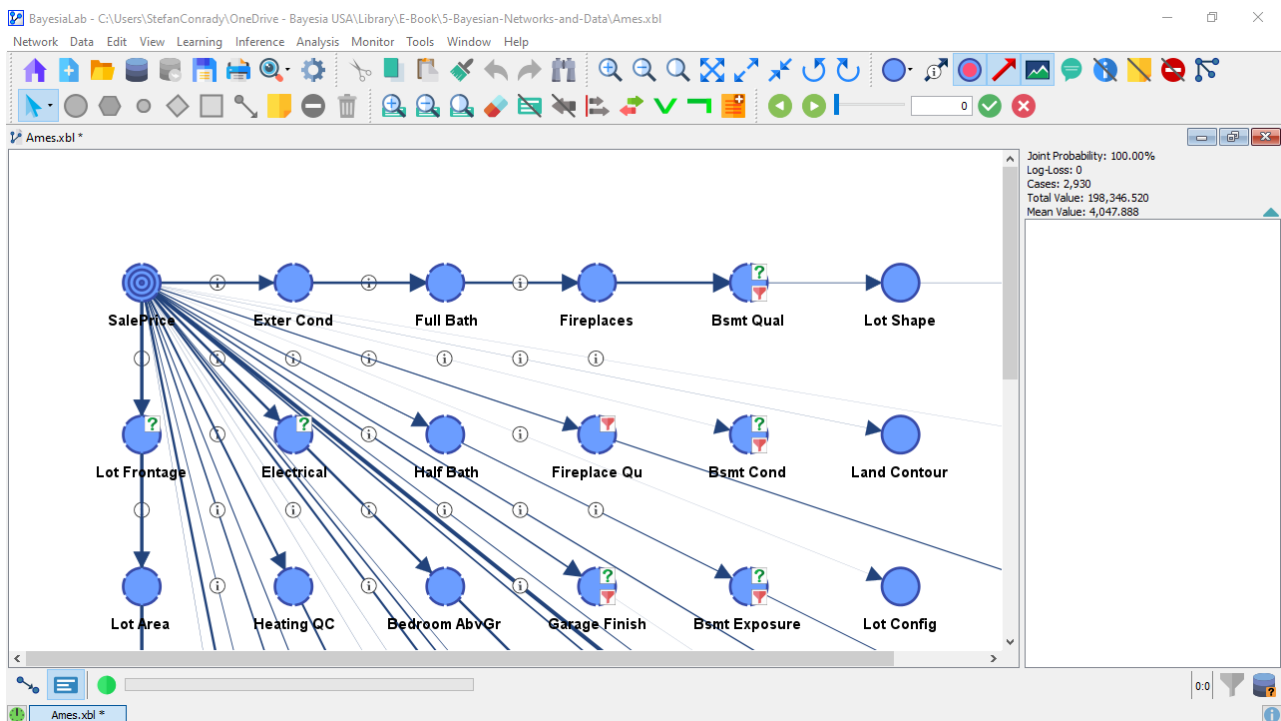 BayesiaLab - C:\Users\StefanConrady\OneDrive - Bayesia USA\Library\E-Book\5-Bayesian-Networks-and-Data\Ames.xbl
Network Data Edit View Learning Inference Analysis Monitor Tools Window Help
0
Ames.xbl *
Joint Probability: 100.00%
Log-Loss: 0
Cases: 2,930
Total Value: 198,346.520
Mean Value: 4,047.888
SalePrice Exter Cond Full Bath Fireplaces Bsmt Qual Lot Shape
Lot Frontage Electrical Half Bath Fireplace Qu Bsmt Cond Land Contour
Lot Area Heating QC Bedroom AbvGr Garage Finish Bsmt Exposure Lot Config
0:0
Ames.xbl *